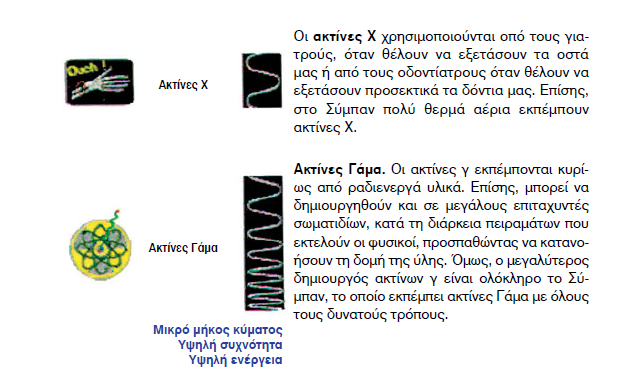 Ouch !
Ακτίνες Χ
Οι ακτίνες Χ χρησιμοποιούνται οπό τους για-
τρούς, όταν θέλουν να εξετάσουν τα οστά
μας ή από τους οδοντίατρους όταν θέλουν να
εξετάσουν προσεκτικά τα δόντια μας. Επίσης,
στο Σύμπαν πολύ θερμά αέρια εκπέμπουν
ακτίνες Χ.
Ακτίνες Γάμα
Ακτίνες Γάμα. Οι ακτίνες γ εκπέμπονται κυρί-
ως από ραδιενεργά υλικά. Επίσης, μπορεί να
δημιουργηθούν και σε μεγάλους επιταχυντές
σωματιδίων, κατά τη διάρκεια πειραμάτων που
εκτελούν οι φυσικοί, προσπαθώντας να κατανο-
ήσουν τη δομή της ύλης. Όμως, ο μεγαλύτερος
δημιουργός ακτίνων γ είναι ολόκληρο το Σύ-
μπαν, το οποίο εκπέμπει ακτίνες Γάμα με όλους
τους δυνατούς τρόπους.
Μικρό μήκος κύματος
Υψηλή συχνότητα
Υψηλή ενέργεια